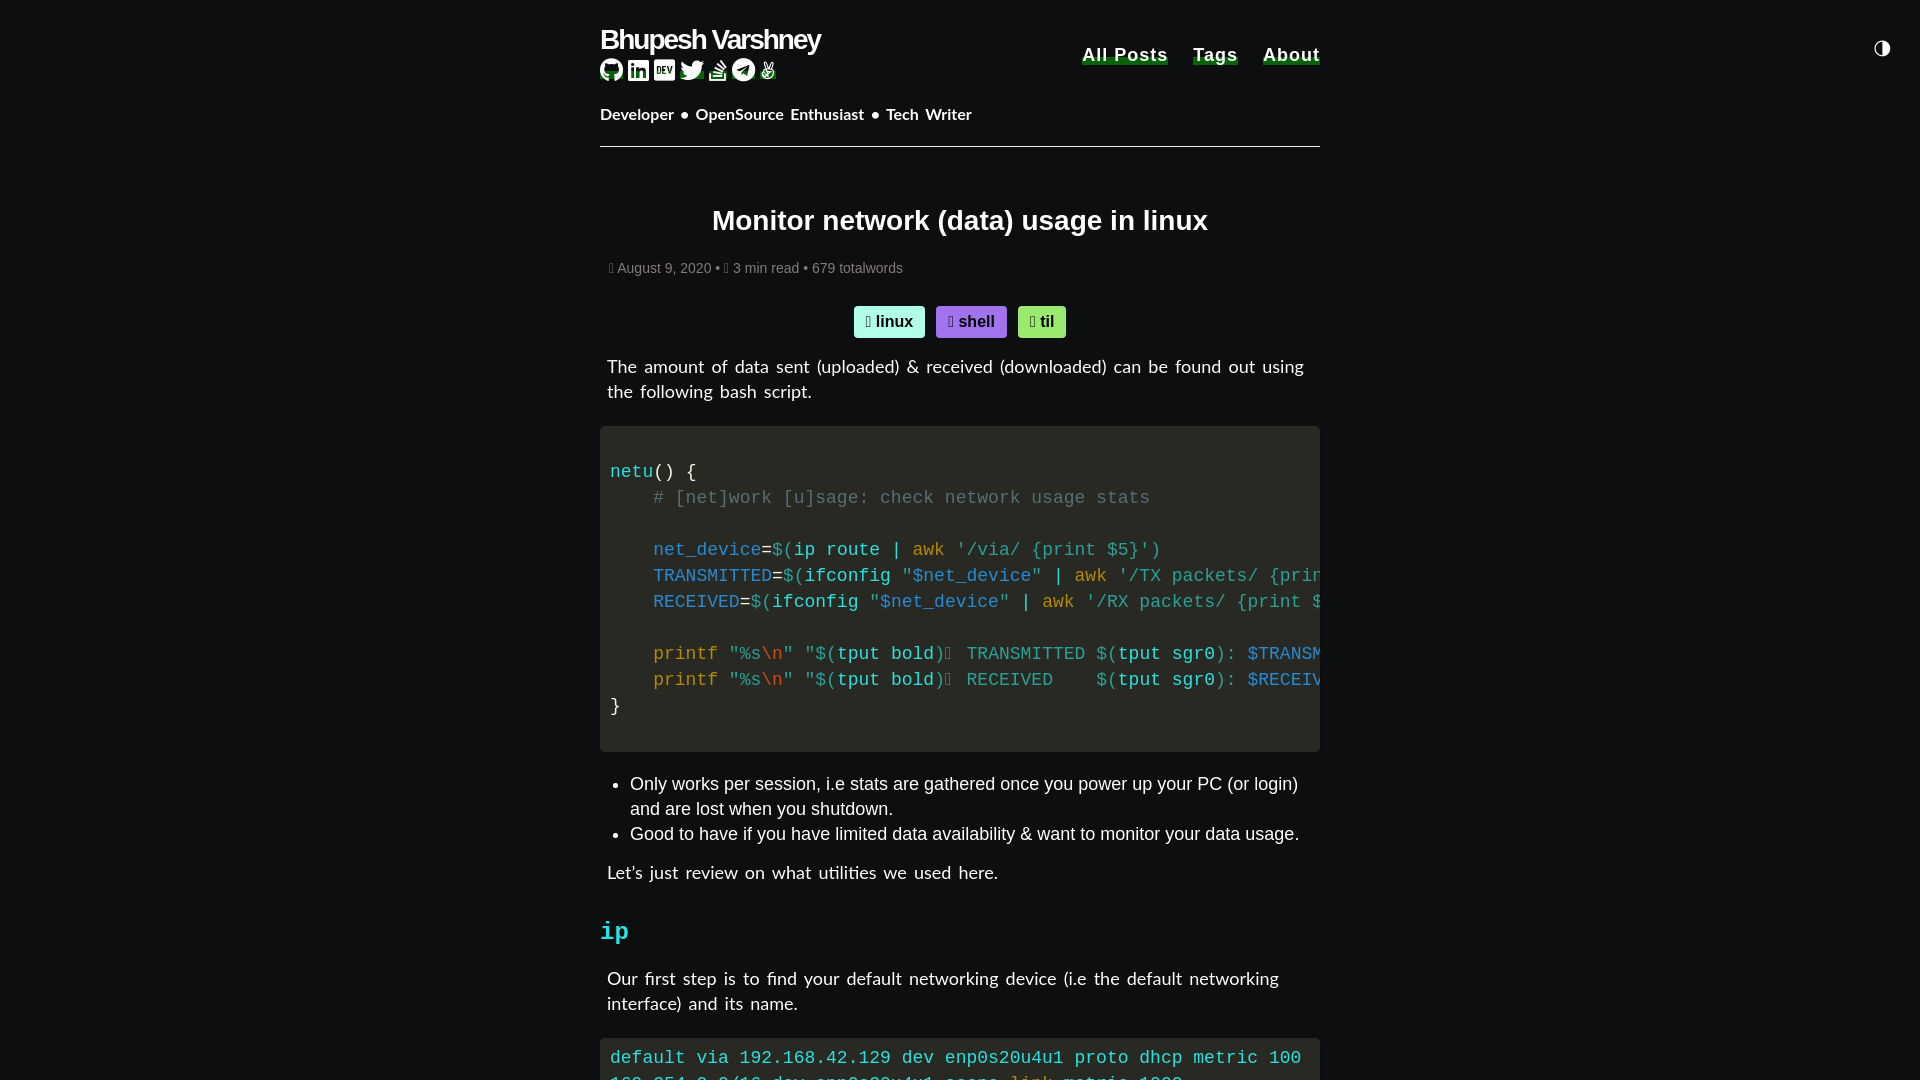 Bhupesh Varshney
All Posts Tags About
DEV
Developer • OpenSource Enthusiast • Tech Writer
Monitor network (data) usage in linux
August 9, 2020 • 3 min read • 679 totalwords
linux shell til
The amount of data sent (uploaded) & received (downloaded) can be found out using
the following bash script.
netu() {
# [net]work [u]sage: check network usage stats
net_device=$(ip route | awk '/via/ {print $5}')
TRANSMITTED=$(ifconfig "$net_device" | awk '/TX packets/ {prin
RECEIVED=$(ifconfig "$net_device" | awk '/RX packets/ {print $
printf "%s\n" "$(tput bold) TRANSMITTED $(tput sgr0): $TRANSM
printf "%s\n" "$(tput bold) RECEIVED    $(tput sgr0): $RECEIV
}
• Only works per session, i.e stats are gathered once you power up your PC (or login)
and are lost when you shutdown.
• Good to have if you have limited data availability & want to monitor your data usage.
Let’s just review on what utilities we used here.
ip
Our first step is to find your default networking device (i.e the default networking
interface) and its name.
default via 192.168.42.129 dev enp0s20u4u1 proto dhcp metric 100